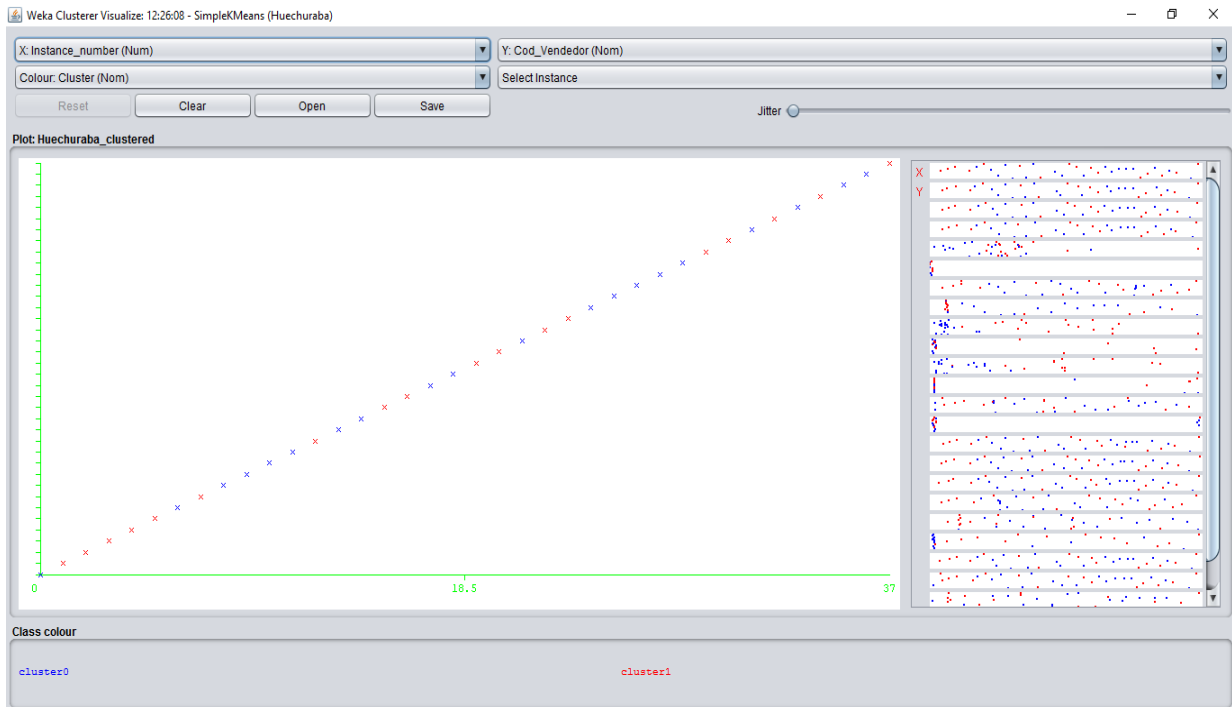 Weka Clusterer Visualize: 12:26:08 - SimpleKMeans (Huechuraba)
X: Instance_number (Num)
Y: Cod_Vendedor (Nom)
Colour: Cluster (Nom)
Select Instance
Reset
Clear
Open
Save
Jitter
Plot: Huechuraba_clustered
X
Y
0
18.5
37
Class colour
cluster0
cluster1